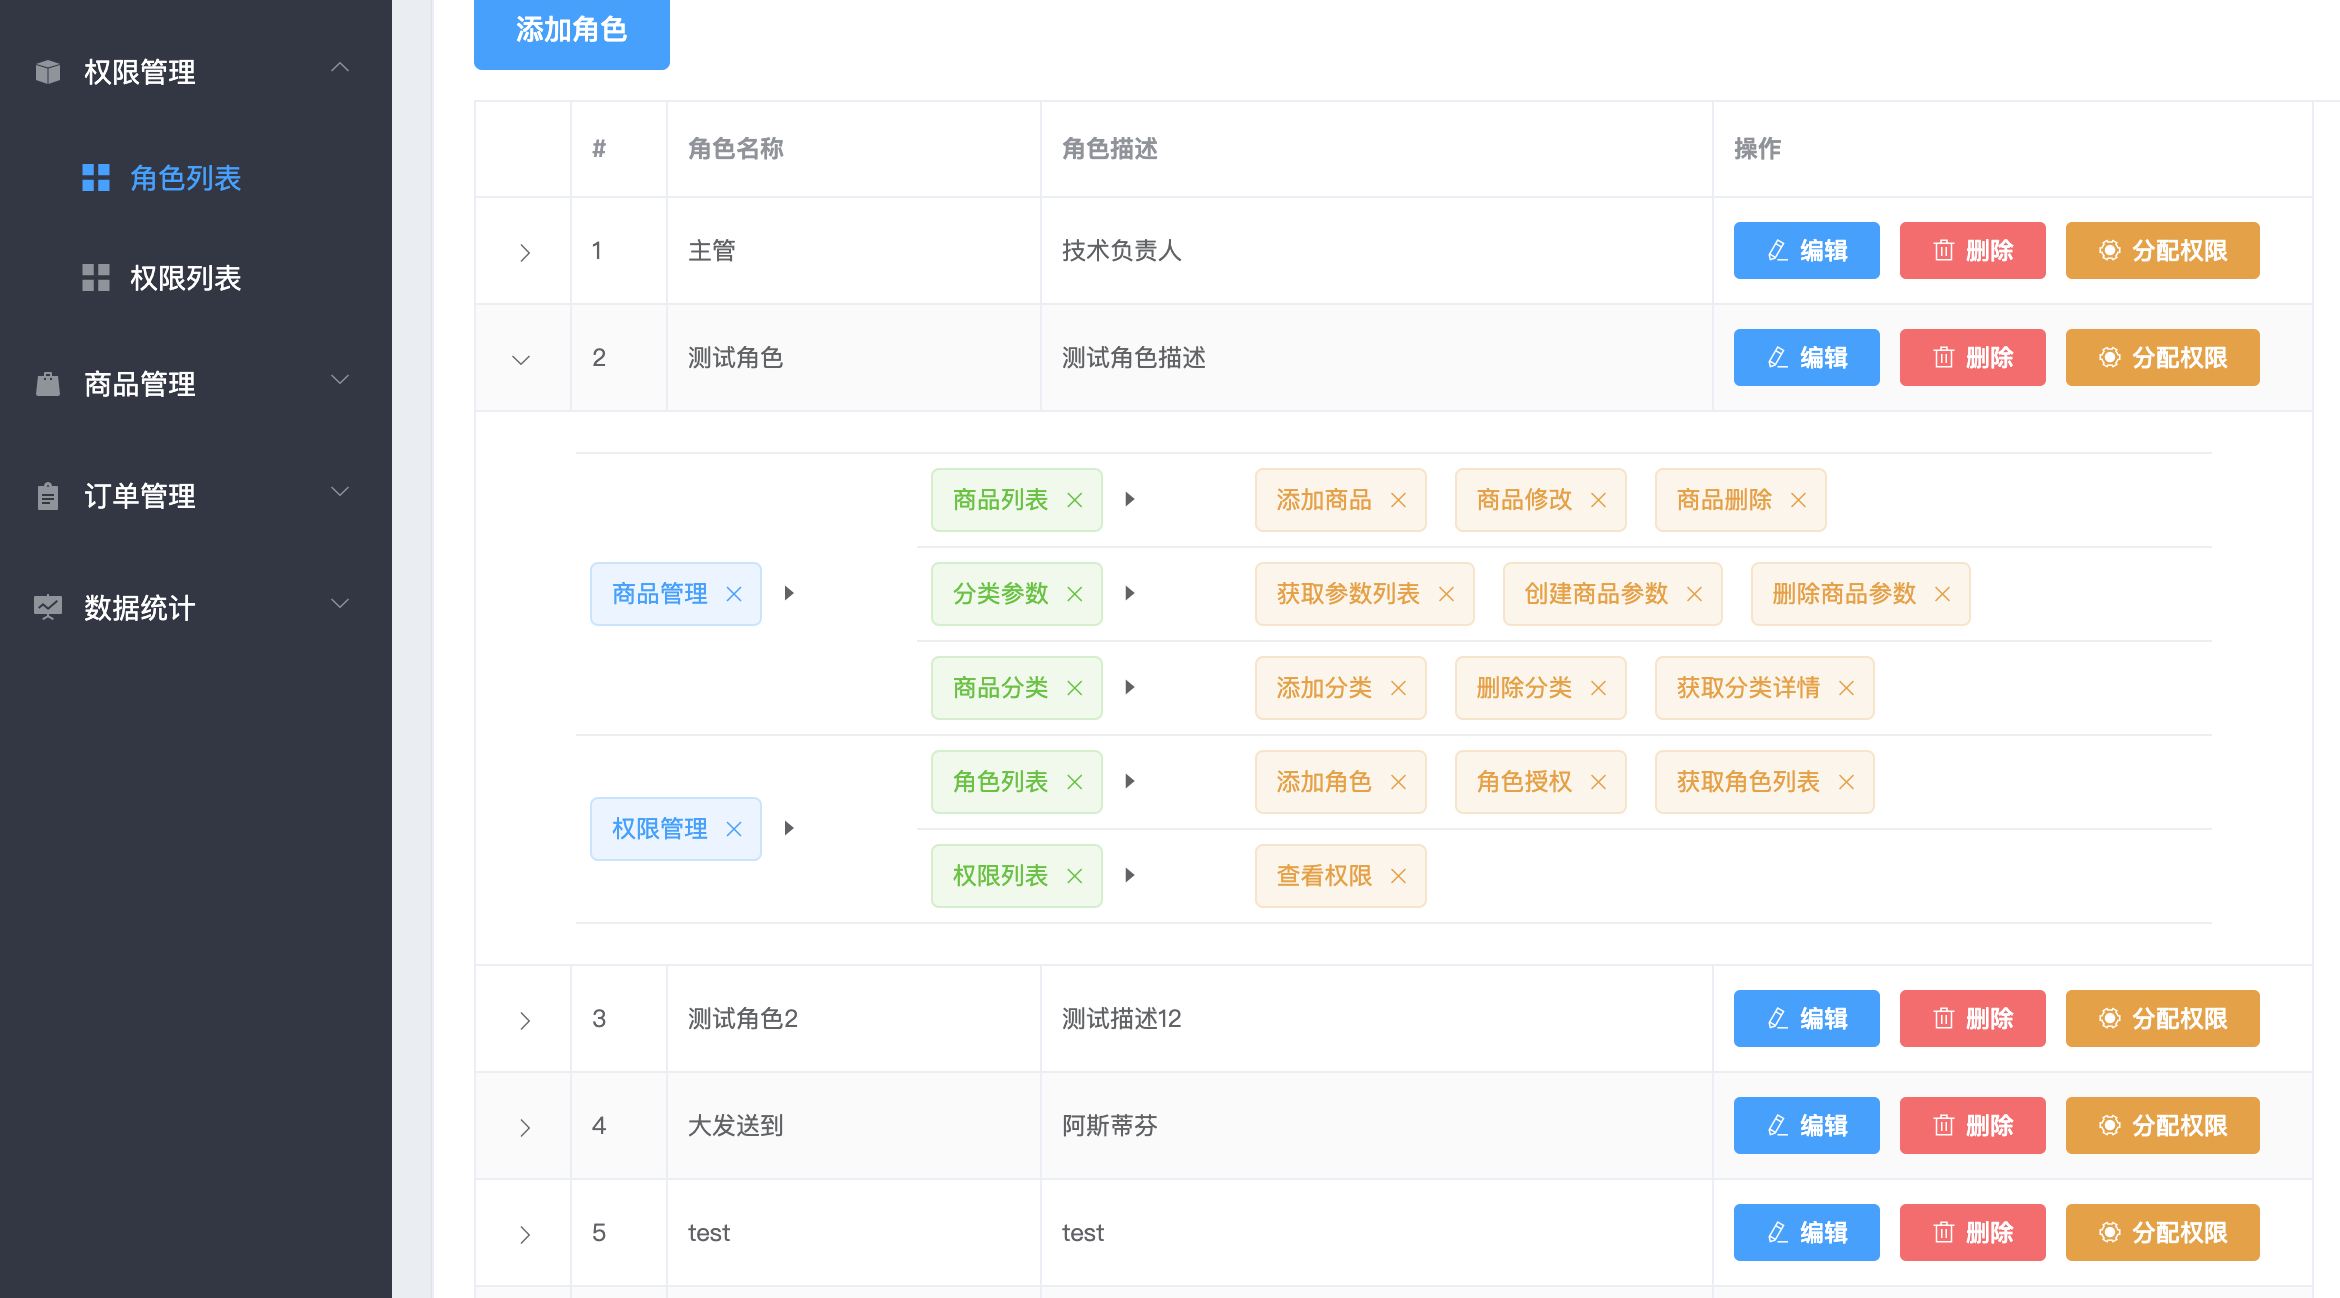 添加角色
权限管理
角色列表
权限列表
商品管理
订单管理
数据统计
# 角色名称 角色描述 操作
1 主管 技术负责人 编辑 删除 分配权限
2 测试角色 测试角色描述 编辑 删除 分配权限
商品管理
商品列表 添加商品 商品修改 商品删除
分类参数 获取参数列表 创建商品参数 删除商品参数
商品分类 添加分类 删除分类 获取分类详情
权限管理
角色列表 添加角色 角色授权 获取角色列表
权限列表 查看权限
3 测试角色2 测试描述12 编辑 删除 分配权限
4 大发送到 阿斯蒂芬 编辑 删除 分配权限
5 test test 编辑 删除 分配权限